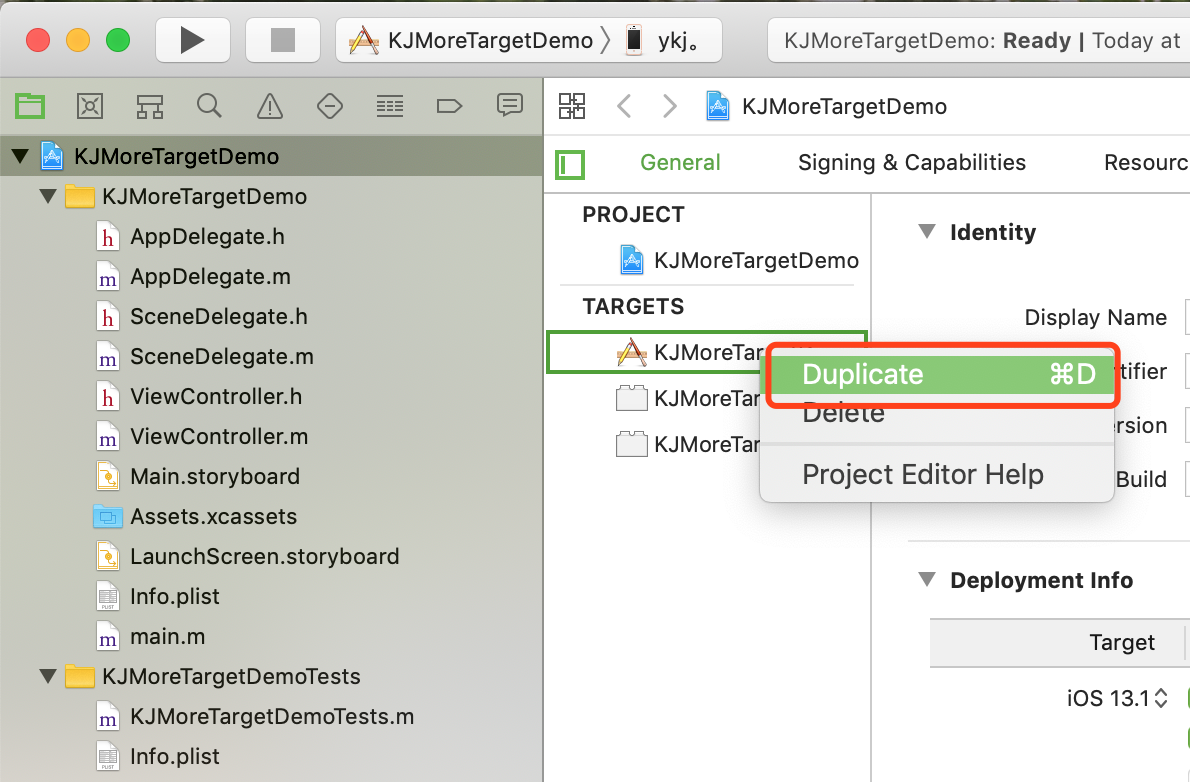 KJMoreTargetDemo
ykj。
KJMoreTargetDemo: Ready | Today at
KJMoreTargetDemo
KJMoreTargetDemo
General
Signing & Capabilities
Resourc
KJMoreTargetDemo
h AppDelegate.h
m AppDelegate.m
h SceneDelegate.h
m SceneDelegate.m
h ViewController.h
m ViewController.m
Main.storyboard
Assets.xcassets
LaunchScreen.storyboard
PLIST Info.plist
m main.m
KJMoreTargetDemoTests
m KJMoreTargetDemoTests.m
PLIST Info.plist
PROJECT
KJMoreTargetDemo
TARGETS
KJMoreTar
KJMoreTar
KJMoreTar
Duplicate ⌘D
Delete
Project Editor Help
Identity
Display Name
tifier
ersion
Build
Deployment Info
Target
iOS 13.1